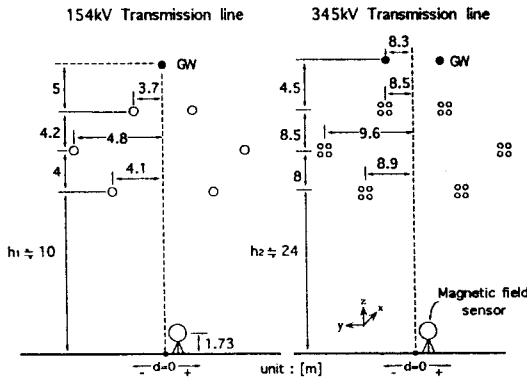 154kV Transmission line
345kV Transmission line
GW
5
3.7
4.2
4.8
4
4.1
h1≒10
1.73
- d=0 +
8.3
GW
4.5
8.5
8.5
9.6
8
8.9
h2≒24
z
x
y
Magnetic field
sensor
- d=0 +
unit : [m]